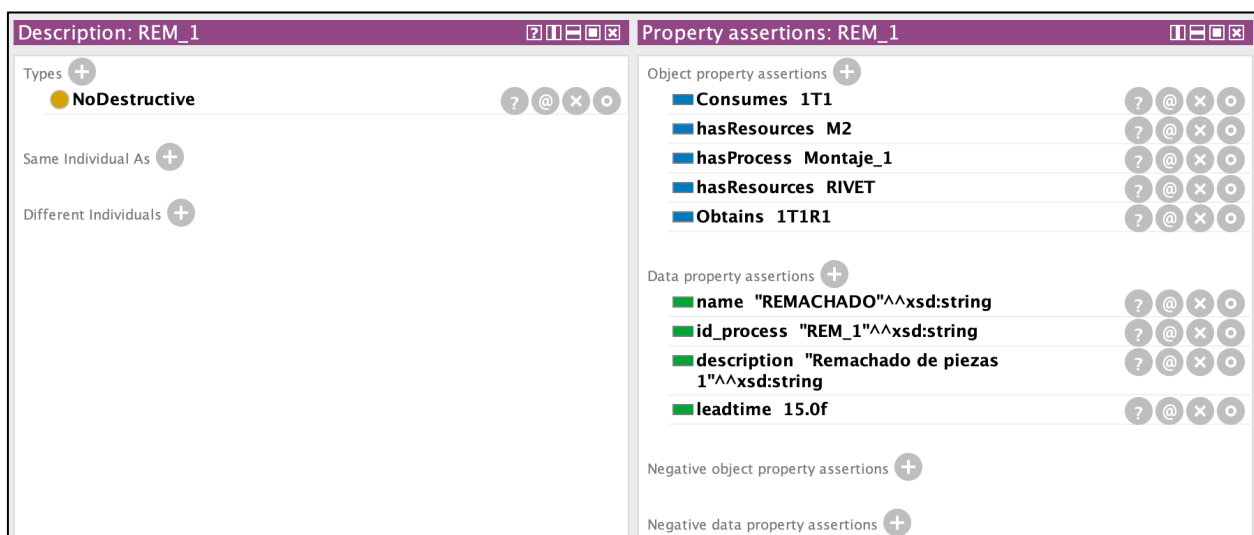 Description: REM_1
Types
NoDestructive
Same Individual As
Different Individuals
Property assertions: REM_1
Object property assertions
Consumes 1T1
hasResources M2
hasProcess Montaje_1
hasResources RIVET
Obtains 1T1R1
Data property assertions
name "REMACHADO"^^xsd:string
id_process "REM_1"^^xsd:string
description "Remachado de piezas
1"^^xsd:string
leadtime 15.0f
Negative object property assertions
Negative data property assertions